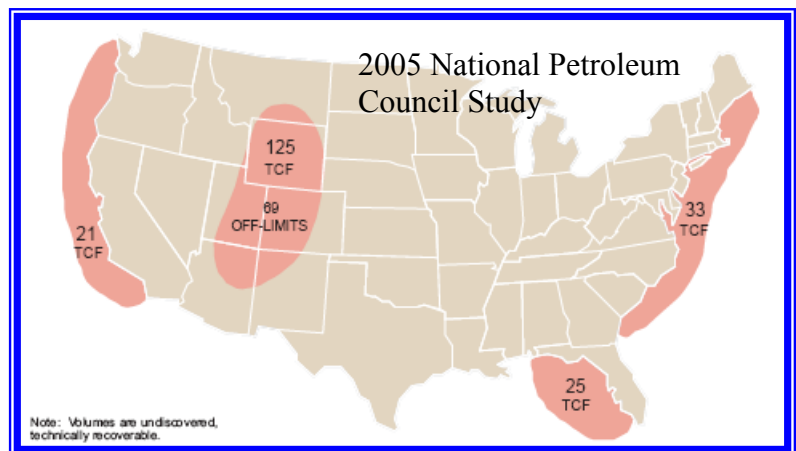 2005 National Petroleum
Council Study
125
TCF
69
OFF-LIMITS
21
TCF
33
TCF
25
TCF
Note: Volumes are undiscovered,
technically recoverable.